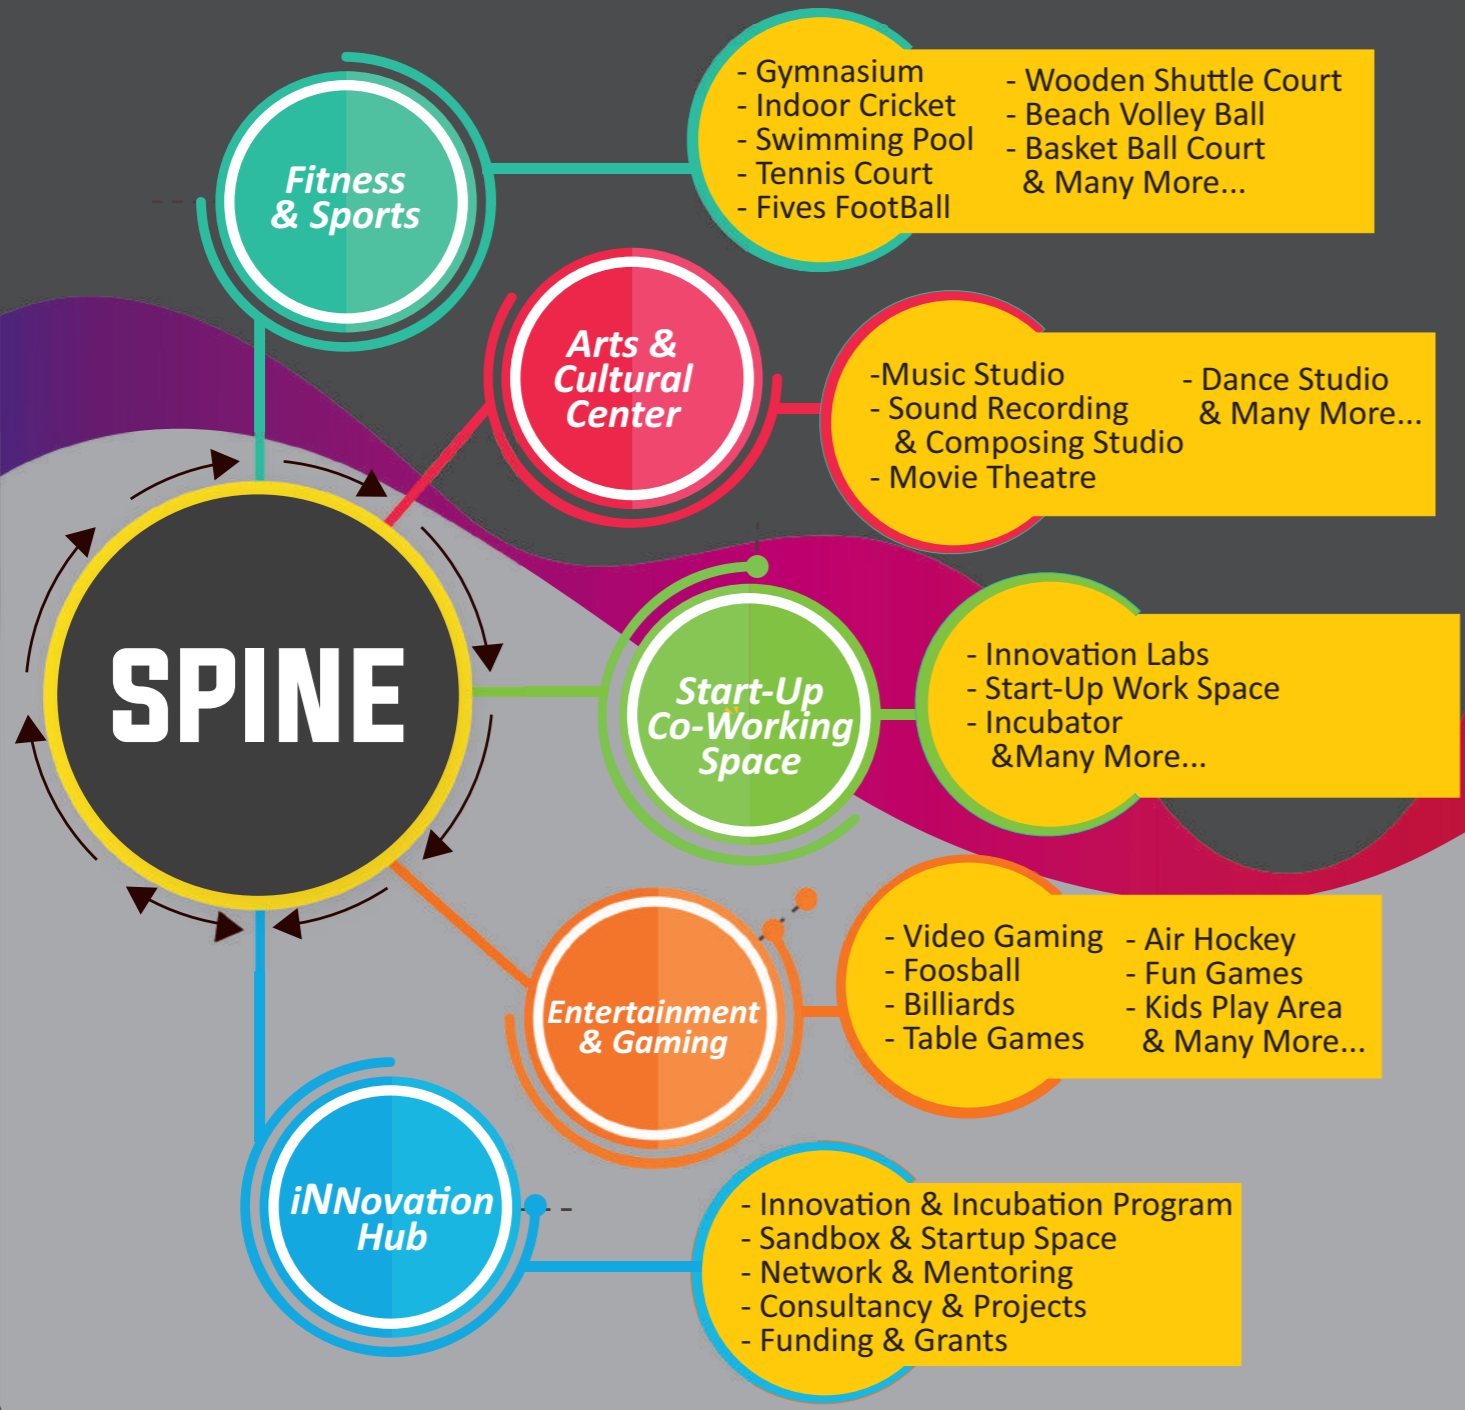 Fitness
& Sports
- Gymnasium
- Indoor Cricket
- Swimming Pool
- Tennis Court
- Fives FootBall
- Wooden Shuttle Court
- Beach Volley Ball
- Basket Ball Court
& Many More...
Arts &
Cultural
Center
-Music Studio
- Sound Recording
& Composing Studio
- Movie Theatre
- Dance Studio
& Many More...
SPINE
Start-Up
Co-Working
Space
- Innovation Labs
- Start-Up Work Space
- Incubator
&Many More...
Entertainment
& Gaming
- Video Gaming
- Foosball
- Billiards
- Table Games
- Air Hockey
- Fun Games
- Kids Play Area
& Many More...
iNNovation
Hub
- Innovation & Incubation Program
- Sandbox & Startup Space
- Network & Mentoring
- Consultancy & Projects
- Funding & Grants